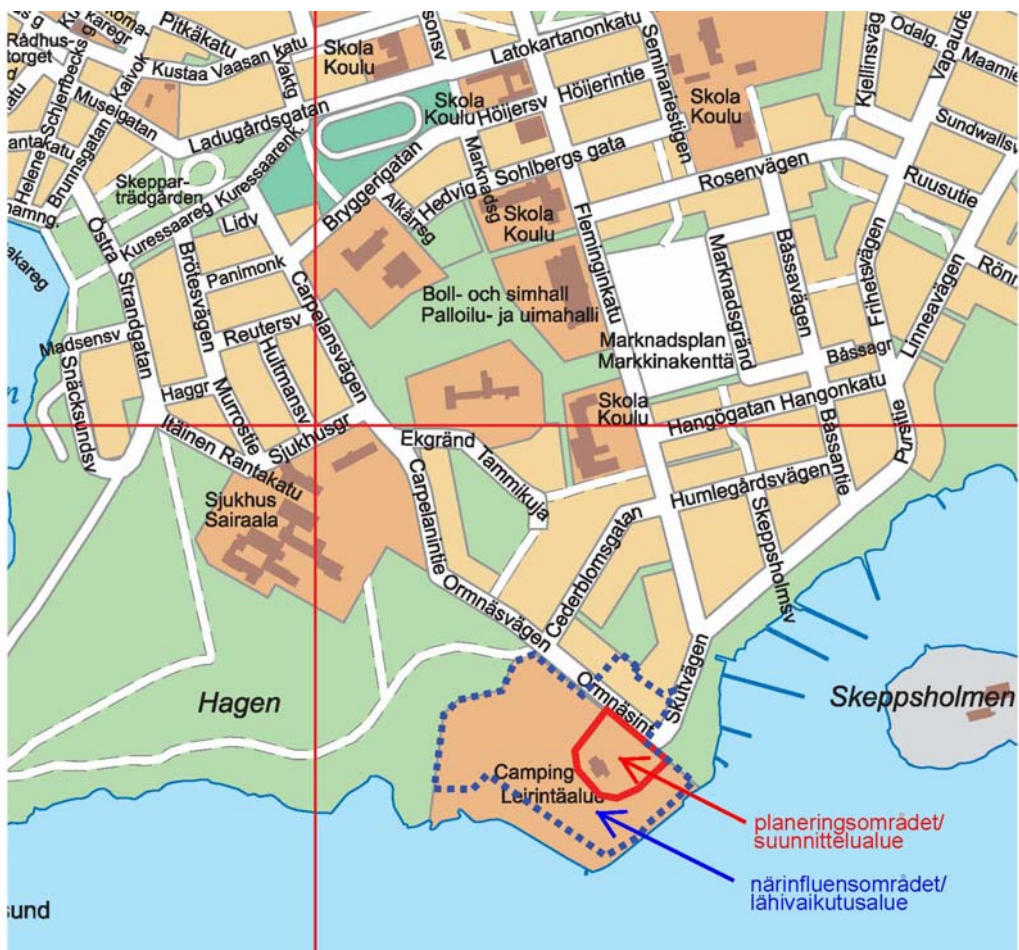 Pitkäkatu
Kustaa Vaasan katu
Rådhus-
torget
Schjerbecks
Museigatan
Brunnsgatan
Helene
Ladugårdsgatan
Skola
Koulu
Latokartanonkatu
Skola
Koulu
Höijersv
Höijerintie
Seminariestigen
Skola
Koulu
Kjellinsväg
Odalg.
Maamie
Sundwallsv
Rosenvägen
Ruusutie
Skeppar-
trädgården
Kuressaareg
Kuressaarenk.
Bryggerigatan
Alkärrsg
Hedvig Sohlbergs gata
Marknadsg
Skola
Koulu
Fleminginkatu
Östra Strandgatan
Brötesvägen
Lidv
Panimonk
Carpelansvägen
Boll- och simhall
Palloilu- ja uimahalli
Marknadsplan
Markkinakenttä
Marknadsgränd
Båssavägen
Frihetsvägen
Linneavägen
Madsensv
Snäcksundsv
Reutersv
Hultmansv
Haggr
Murrostie
Sjukhusgr
Itäinen Rantakatu
Skola
Koulu
Båssagr
Hangögatan Hangonkatu
Båssantie
Pursitie
Ekgränd
Tammikuja
Carpelanintie
Humlegårdsvägen
Skeppsholmsv
Sjukhus
Sairaala
Cederblomsgatan
Ormnäsvägen
Ormnäsint
Skutvägen
Hagen
Skeppsholmen
Camping
Leirintäalue
planeringsområdet/
suunnittelualue
närinfluensområdet/
lähivaikutusalue
sund